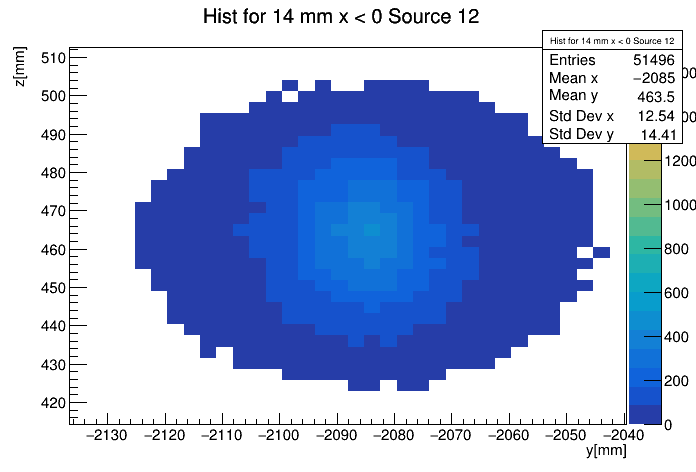 Hist for 14 mm x < 0 Source 12
Hist for 14 mm x < 0 Source 12
Entries 51496
Mean x −2085
Mean y 463.5
Std Dev x 12.54
Std Dev y 14.41
z[mm]
510
500
490
480
470
460
450
440
430
420
1200
1000
800
600
400
200
0
−2130 −2120 −2110 −2100 −2090 −2080 −2070 −2060 −2050 −2040
y[mm]